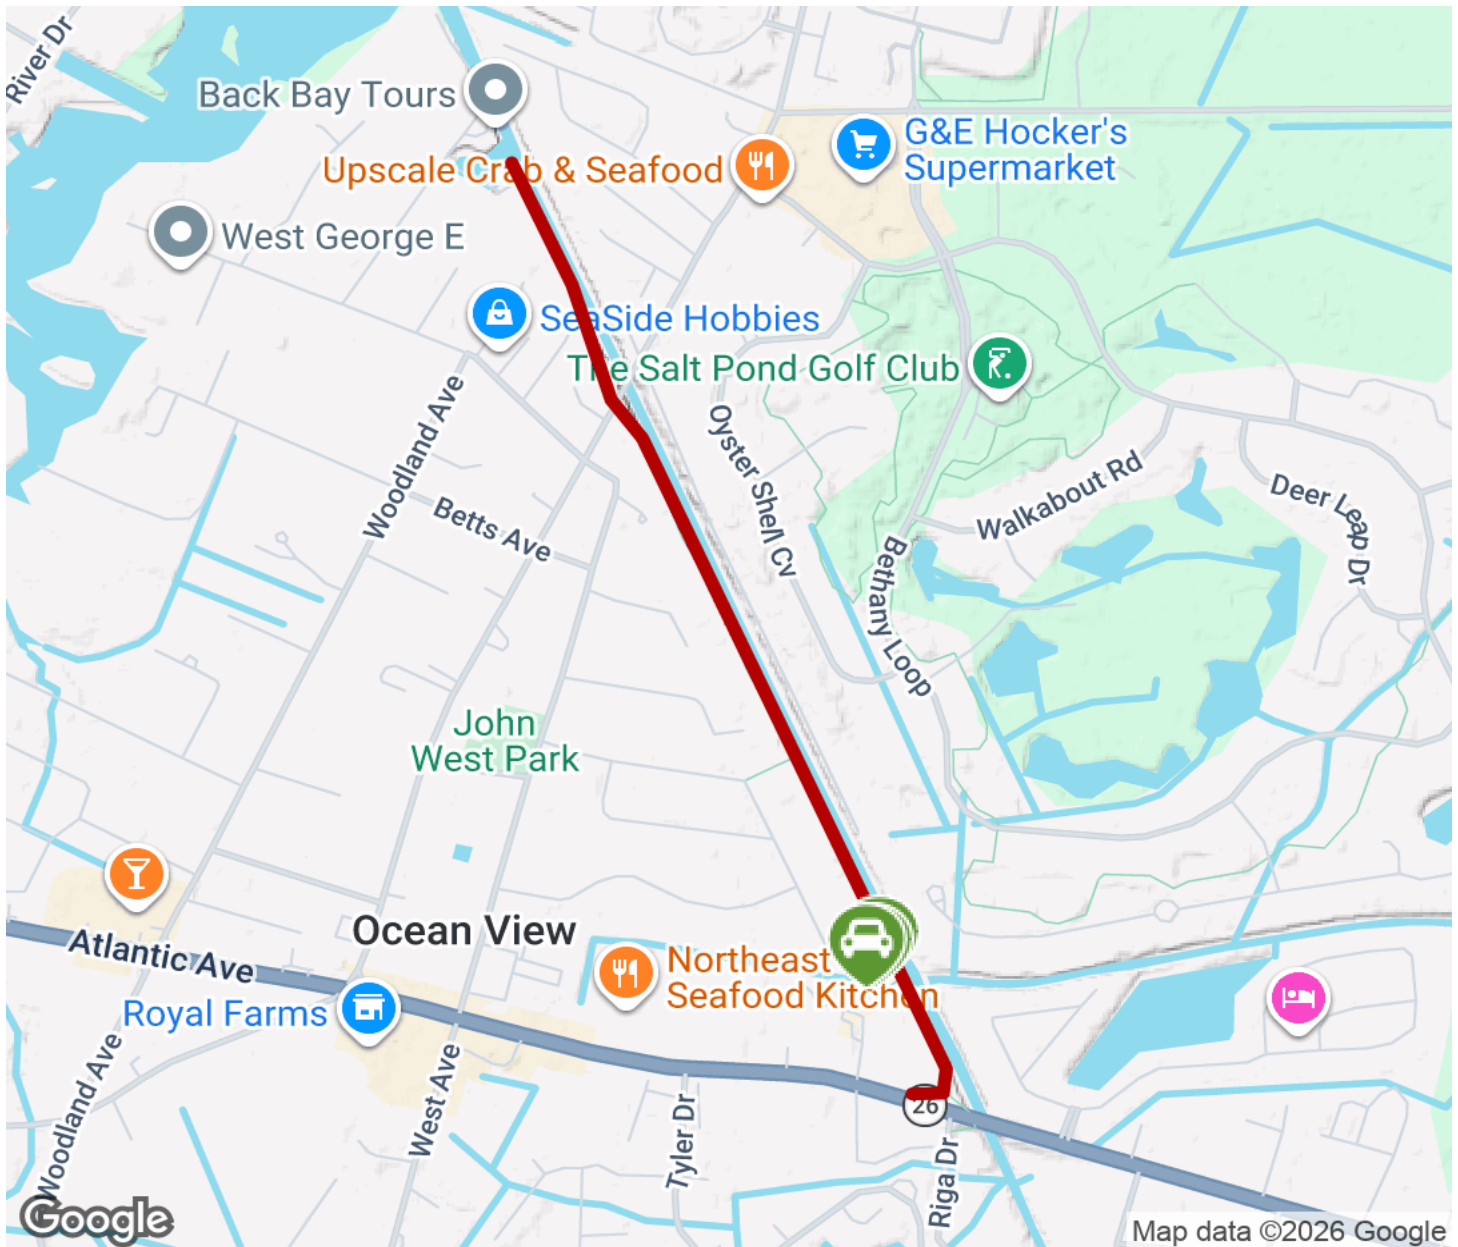 River Dr
Back Bay Tours
G&E Hocker's
Supermarket
Upscale Crab & Seafood
West George E
SeaSide Hobbies
The Salt Pond Golf Club
Woodland Ave
Oyster Shell Cv
Walkabout Rd
Deer Leap Dr
Betts Ave
Bethany Loop
John
West Park
Ocean View
Atlantic Ave
Northeast
Seafood Kitchen
Royal Farms
Woodland Ave
West Ave
Tyler Dr
26
Riga Dr
Google
Map data ©2026 Google